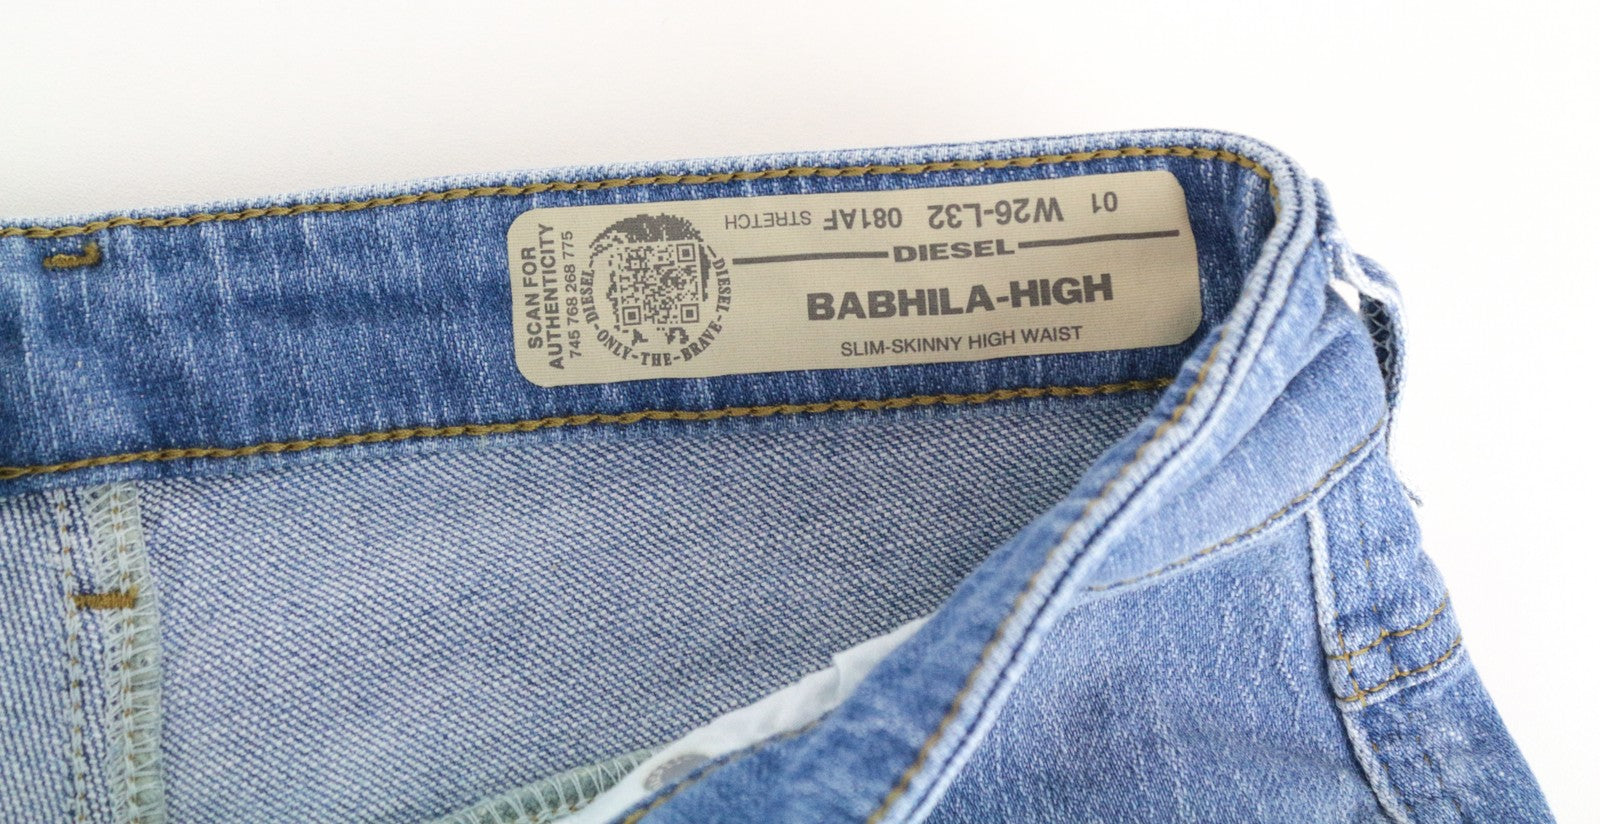 SCAN FOR
AUTHENTICITY
745 768 268 775
DIESEL
ONLY-THE-BRAVE
DIESEL
01 W26-L32 081AF STRETCH
DIESEL
BABHILA-HIGH
SLIM-SKINNY HIGH WAIST